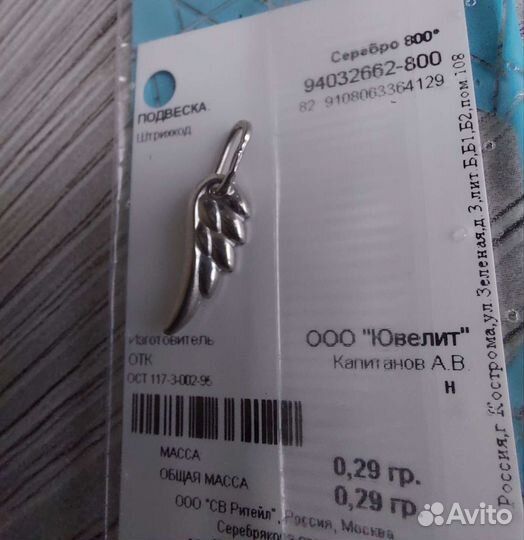 Серебро 800°
94032662-800
82 9108063364129
ПОДВЕСКА
Штрихкод
Изготовитель
ООО "Ювелит"
ОТК
Капитанов А.В.
ОСТ 117-3-002-95
н
МАССА
0,29 гр.
ОБЩАЯ МАССА
0,29 гр.
ООО "СВ Ритейл", Россия, Москва
Россия,г Кострома,ул Зеленая,д 3,лит Б,Б1,Б2,пом 108
Avito